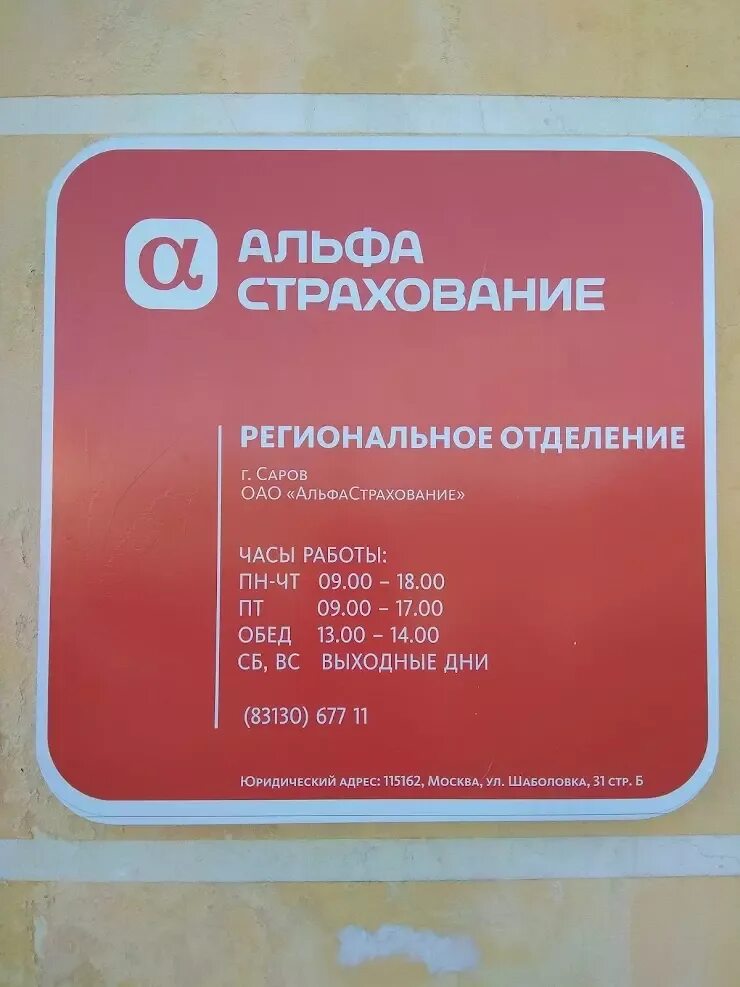 α АЛЬФА
СТРАХОВАНИЕ
РЕГИОНАЛЬНОЕ ОТДЕЛЕНИЕ
г. Саров
ОАО «АльфаСтрахование»
ЧАСЫ РАБОТЫ:
ПН-ЧТ 09.00 – 18.00
ПТ 09.00 – 17.00
ОБЕД 13.00 – 14.00
СБ, ВС ВЫХОДНЫЕ ДНИ
(83130) 677 11
Юридический адрес: 115162, Москва, ул. Шаболовка, 31 стр. Б